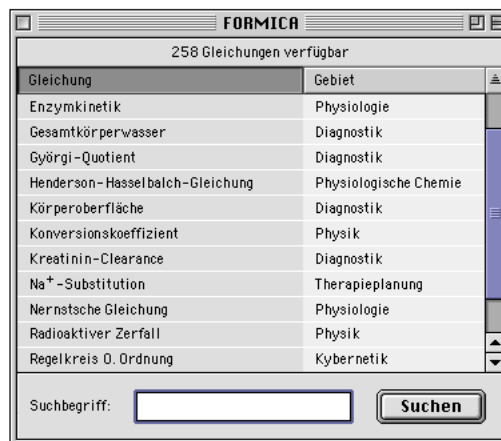 FORMICA
258 Gleichungen verfügbar
Gleichung Gebiet
Enzymkinetik Physiologie
Gesamtkörperwasser Diagnostik
Györgi-Quotient Diagnostik
Henderson-Hasselbalch-Gleichung Physiologische Chemie
Körperoberfläche Diagnostik
Konversionskoeffizient Physik
Kreatinin-Clearance Diagnostik
Na⁺-Substitution Therapieplanung
Nernstsche Gleichung Physiologie
Radioaktiver Zerfall Physik
Regelkreis 0. Ordnung Kybernetik
Suchbegriff: Suchen